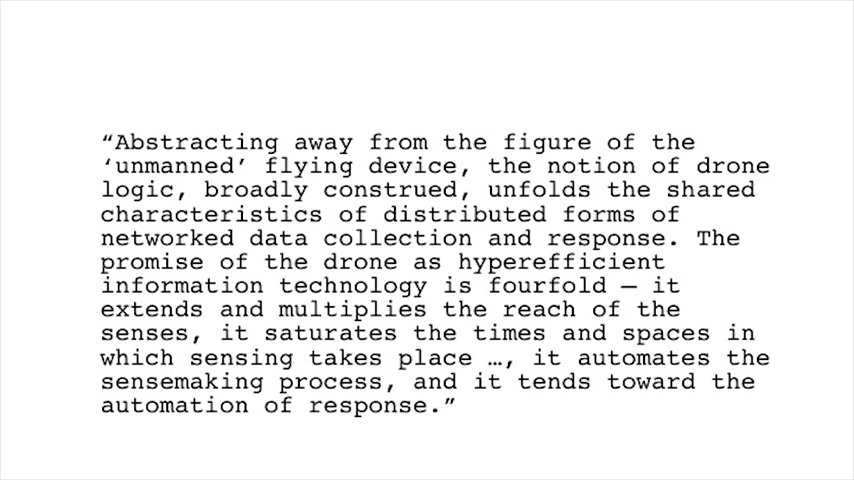 “Abstracting away from the figure of the
‘unmanned’ flying device, the notion of drone
logic, broadly construed, unfolds the shared
characteristics of distributed forms of
networked data collection and response. The
promise of the drone as hyperefficient
information technology is fourfold — it
extends and multiplies the reach of the
senses, it saturates the times and spaces in
which sensing takes place …, it automates the
sensemaking process, and it tends toward the
automation of response.”